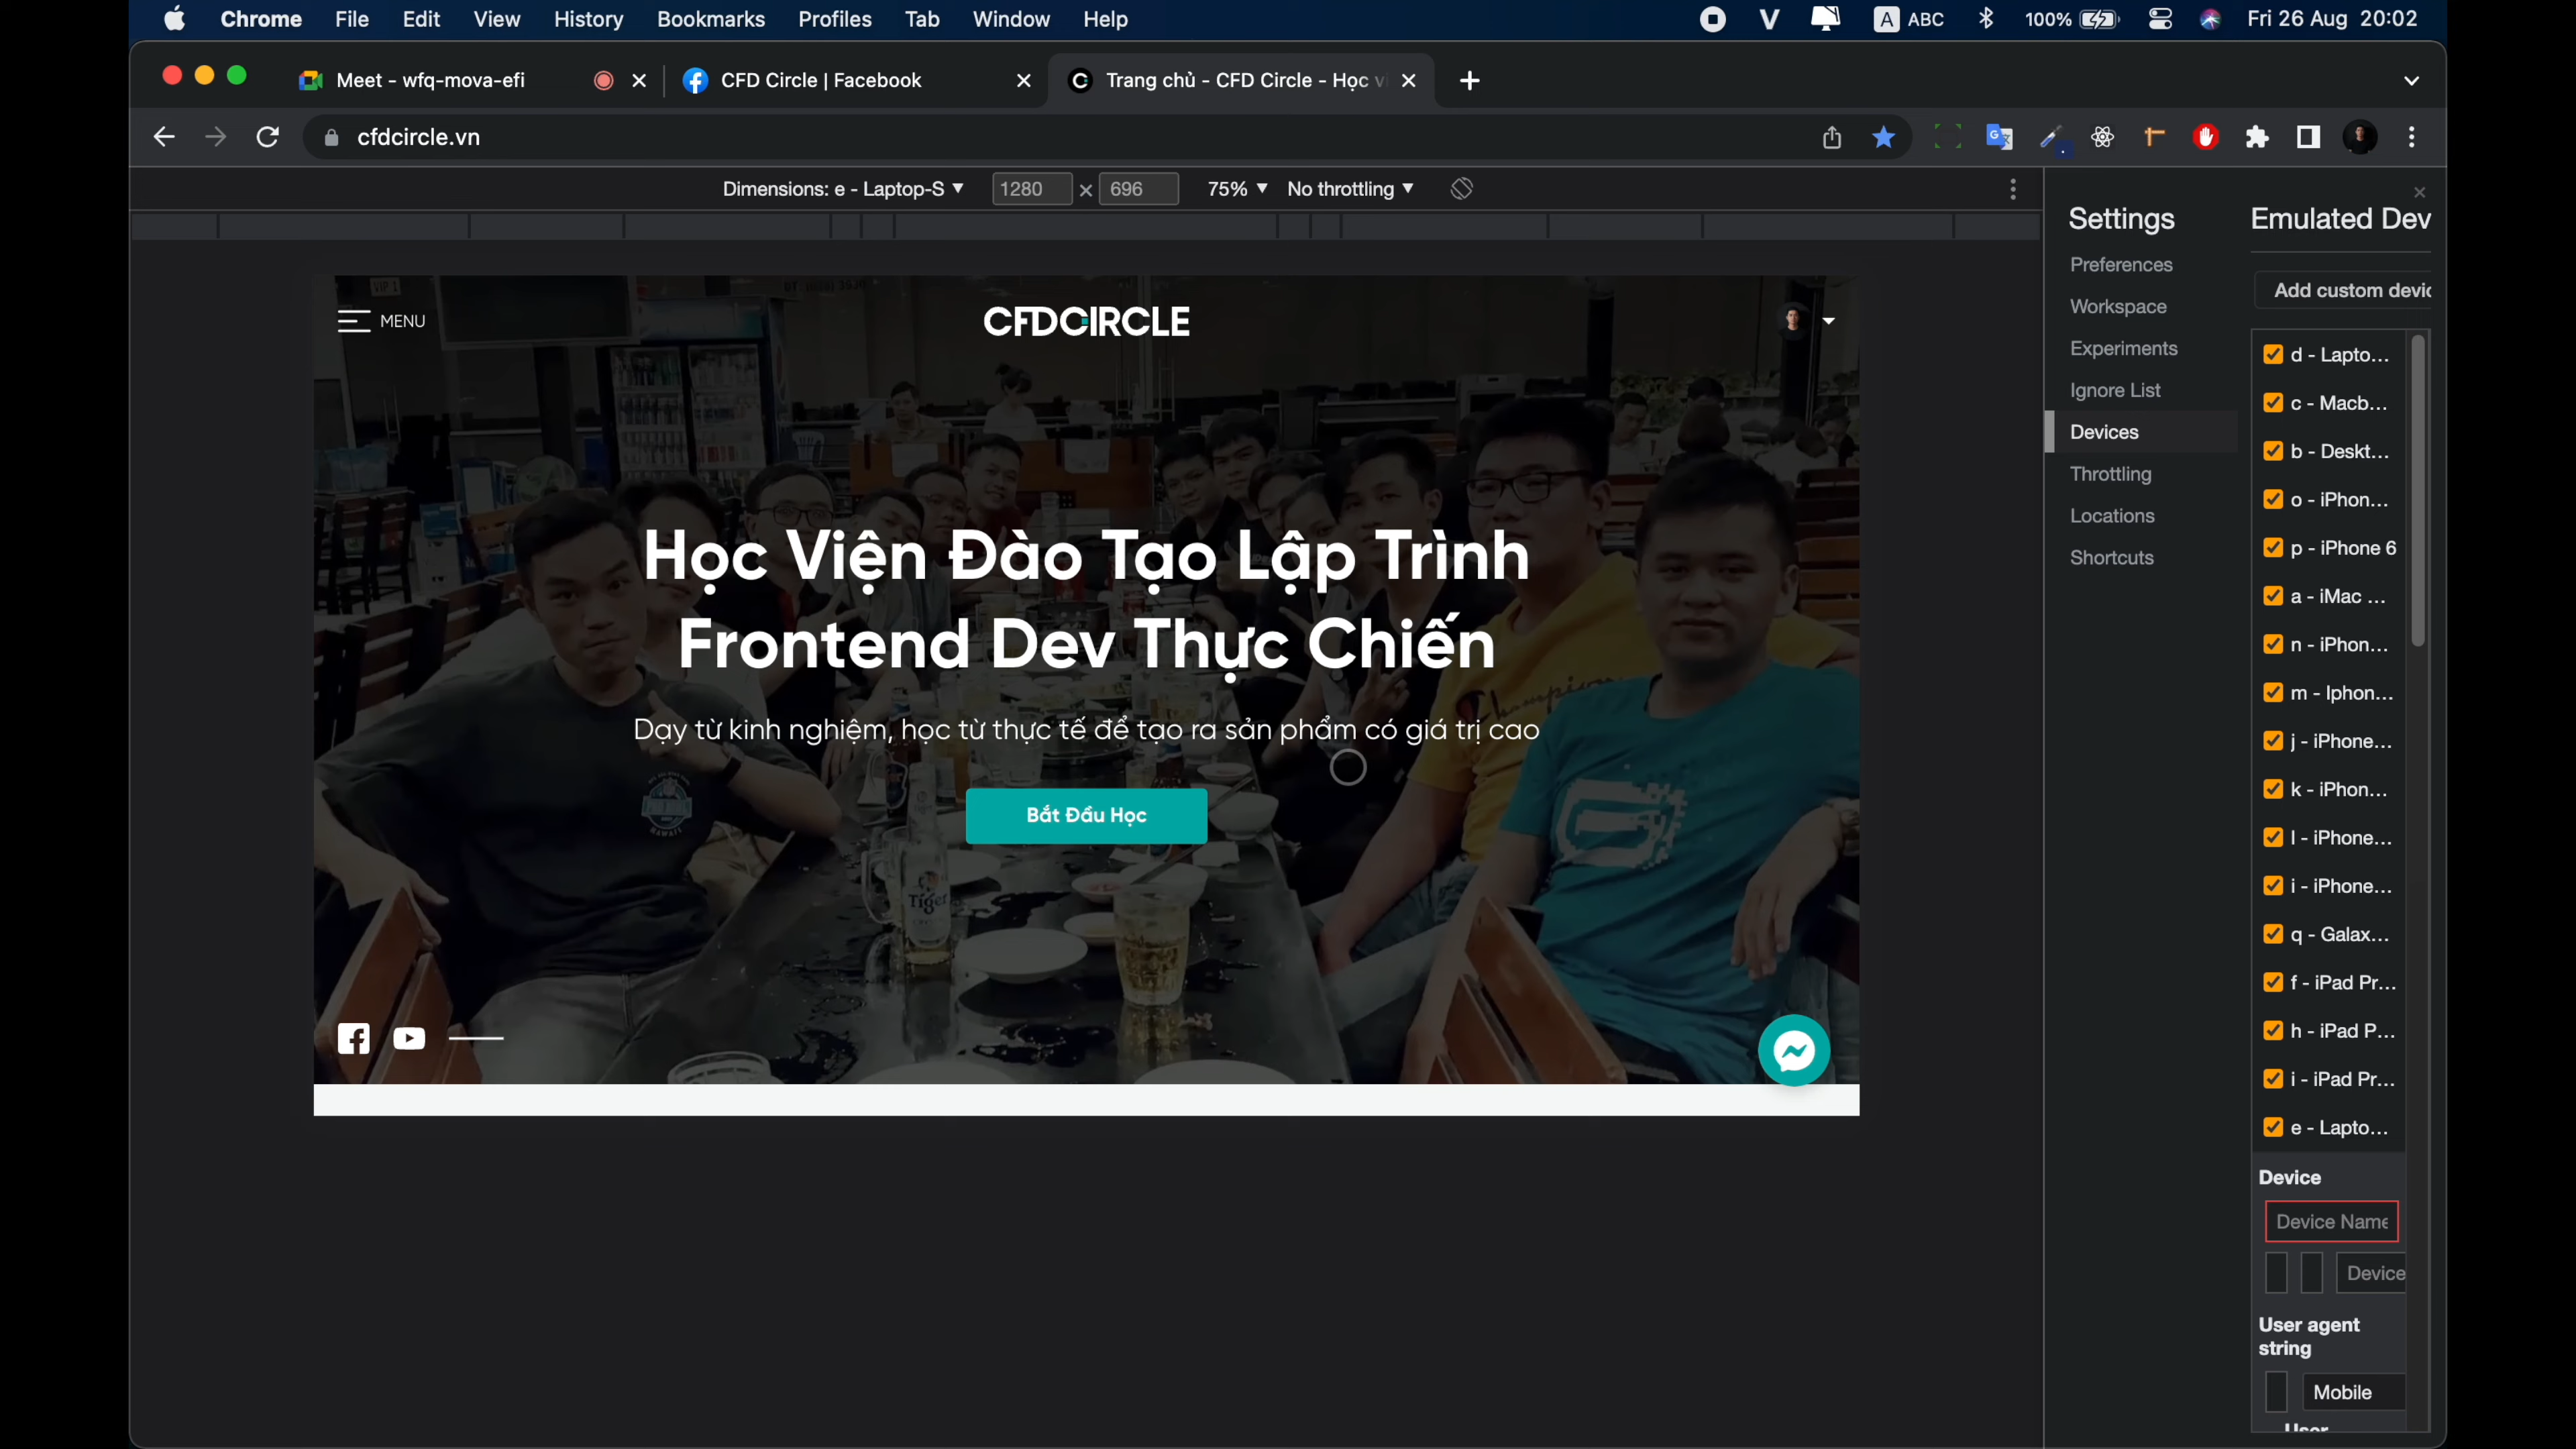 Chrome File Edit View History Bookmarks Profiles Tab Window Help
A ABC 100% Fri 26 Aug 20:02
Meet - wfq-mova-efi
CFD Circle | Facebook
Trang chủ - CFD Circle - Học vi
cfdcircle.vn
Dimensions: e - Laptop-S 1280 × 696 75% No throttling
MENU
CFDCIRCLE
Học Viện Đào Tạo Lập Trình
Frontend Dev Thực Chiến
Dạy từ kinh nghiệm, học từ thực tế để tạo ra sản phẩm có giá trị cao
Bắt Đầu Học
Tiger
Settings
Preferences
Workspace
Experiments
Ignore List
Devices
Throttling
Locations
Shortcuts
Emulated Dev
Add custom devic
d - Lapto...
c - Macb...
b - Deskt...
o - iPhon...
p - iPhone 6
a - iMac ...
n - iPhon...
m - Iphon...
j - iPhone...
k - iPhon...
l - iPhone...
i - iPhone...
q - Galax...
f - iPad Pr...
h - iPad P...
i - iPad Pr...
e - Lapto...
Device
Device Name
Device
User agent
string
Mobile
User